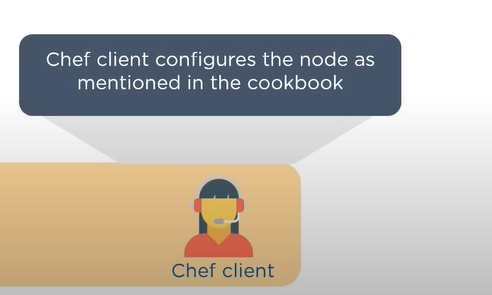 Chef client configures the node as
mentioned in the cookbook
Chef client